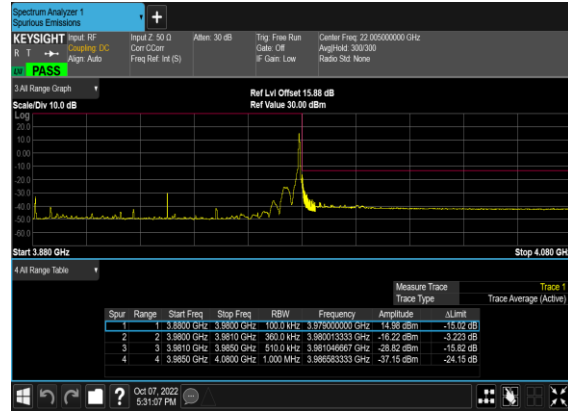 Spectrum Analyzer 1
Spurious Emissions
KEYSIGHT Input: RF Input Z: 50 Ω Atten: 30 dB Trig: Free Run Center Freq: 22.005000000 GHz
R T Coupling: DC Corr CCorr Gate: Off Avg|Hold: 300/300
Align: Auto Freq Ref: Int (S) IF Gain: Low Radio Std: None
PASS
3 All Range Graph
Ref Lvl Offset 15.88 dB
Scale/Div 10.0 dB Ref Value 30.00 dBm
Log
20.0
10.0
0.00
-10.0
-20.0
-30.0
-40.0
-50.0
-60.0
Start 3.880 GHz Stop 4.080 GHz
4 All Range Table
Measure Trace Trace 1
Trace Type Trace Average (Active)
Spur Range Start Freq Stop Freq RBW Frequency Amplitude ΔLimit
1 1 3.8800 GHz 3.9800 GHz 100.0 kHz 3.979000000 GHz 14.98 dBm -15.02 dB
2 2 3.9800 GHz 3.9810 GHz 360.0 kHz 3.980013333 GHz -16.22 dBm -3.223 dB
3 3 3.9810 GHz 3.9850 GHz 510.0 kHz 3.981046667 GHz -28.82 dBm -15.82 dB
4 4 3.9850 GHz 4.0800 GHz 1.000 MHz 3.986583333 GHz -37.15 dBm -24.15 dB
? Oct 07, 2022
5:31:07 PM